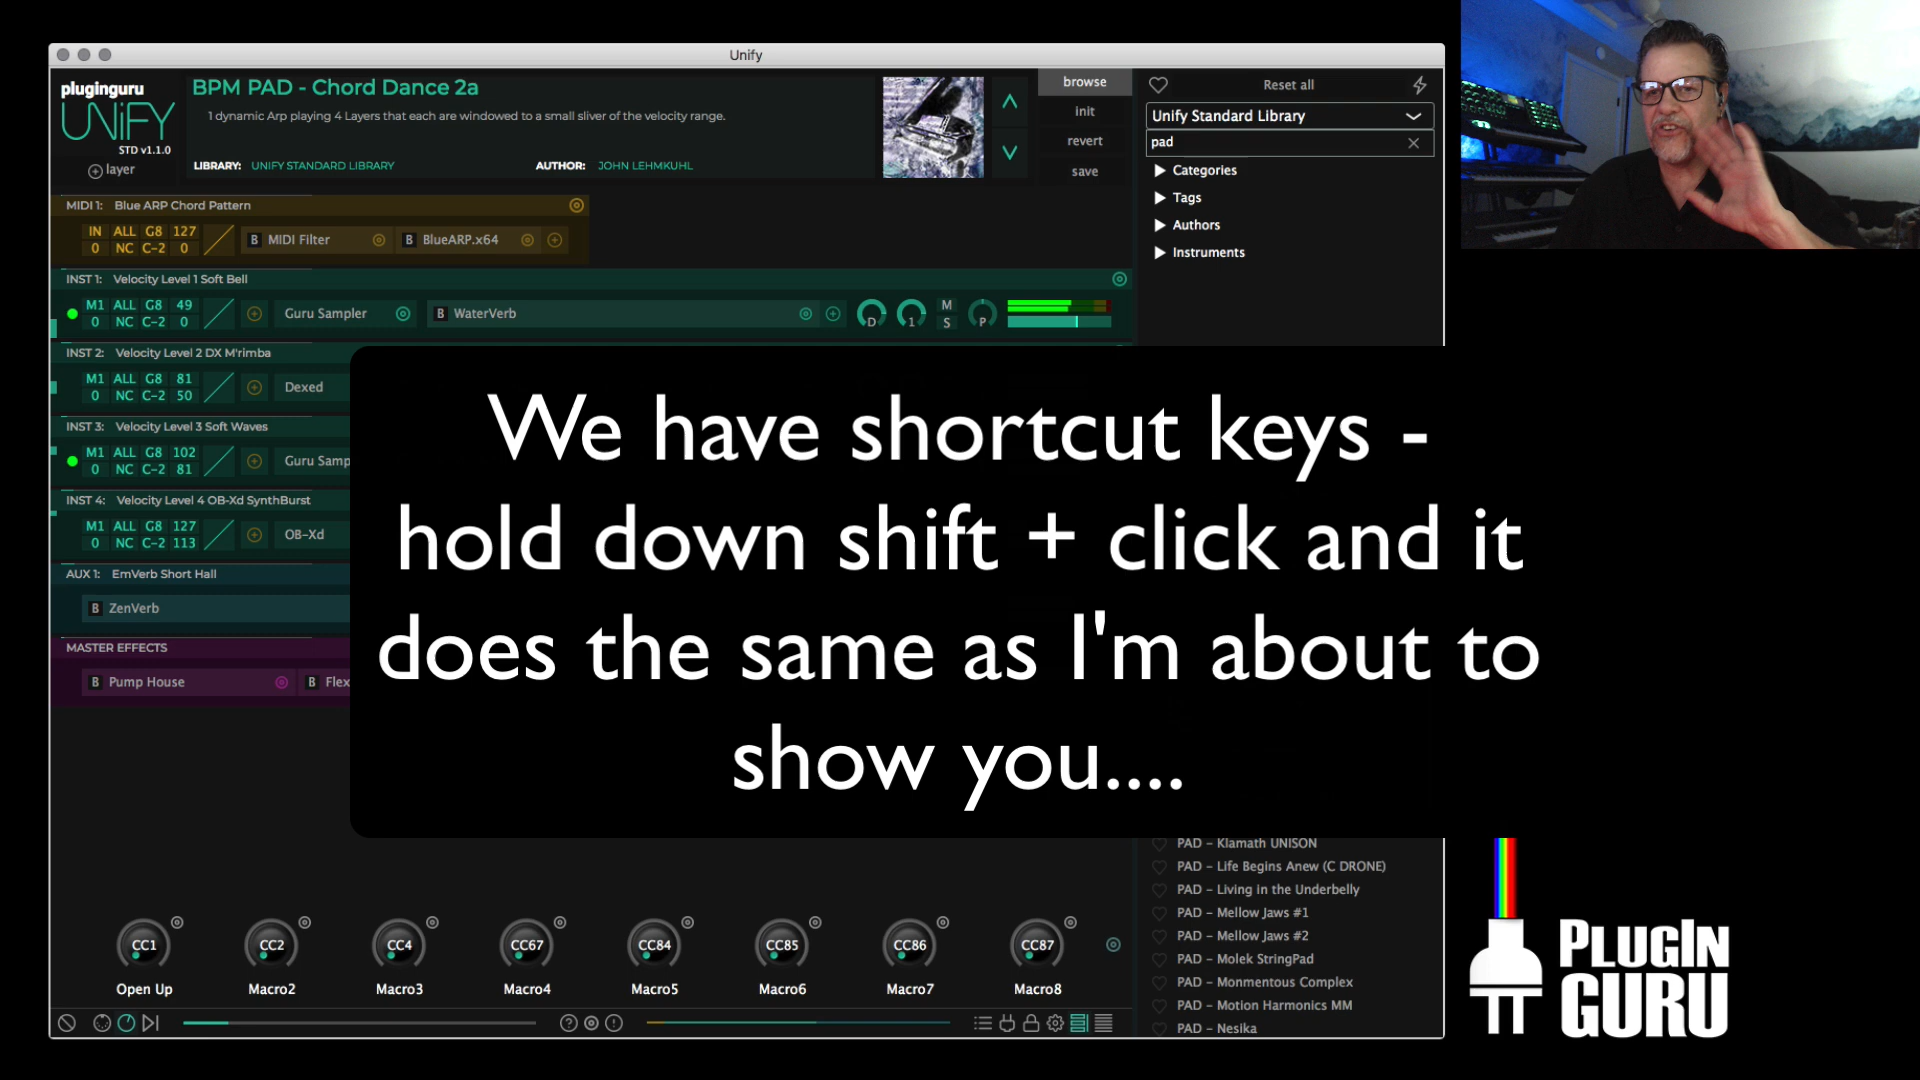 Unify
pluginguru
UNiFY
STD v1.1.0
layer
BPM PAD - Chord Dance 2a
1 dynamic Arp playing 4 Layers that each are windowed to a small sliver of the velocity range.
LIBRARY: UNIFY STANDARD LIBRARY AUTHOR: JOHN LEHMKUHL
browse
init
revert
save
Reset all
Unify Standard Library
pad
Categories
Tags
Authors
Instruments
MIDI 1: Blue ARP Chord Pattern
IN ALL G8 127
0 NC C-2 0
B MIDI Filter B BlueARP.x64
INST 1: Velocity Level 1 Soft Bell
M1 ALL G8 49
0 NC C-2 0
Guru Sampler B WaterVerb D 1 M S P
INST 2: Velocity Level 2 DX M'rimba
M1 ALL G8 81
0 NC C-2 50
Dexed
INST 3: Velocity Level 3 Soft Waves
M1 ALL G8 102
0 NC C-2 81
Guru Samp
INST 4: Velocity Level 4 OB-Xd SynthBurst
M1 ALL G8 127
0 NC C-2 113
OB-Xd
AUX 1: EmVerb Short Hall
B ZenVerb
MASTER EFFECTS
B Pump House B Flex
We have shortcut keys -
hold down shift + click and it
does the same as I'm about to
show you....
PAD - Klamath UNISON
PAD - Life Begins Anew (C DRONE)
PAD - Living in the Underbelly
PAD - Mellow Jaws #1
PAD - Mellow Jaws #2
PAD - Molek StringPad
PAD - Monmentous Complex
PAD - Motion Harmonics MM
PAD - Nesika
CC1 CC2 CC4 CC67 CC84 CC85 CC86 CC87
Open Up Macro2 Macro3 Macro4 Macro5 Macro6 Macro7 Macro8
PLUGIN
GURU